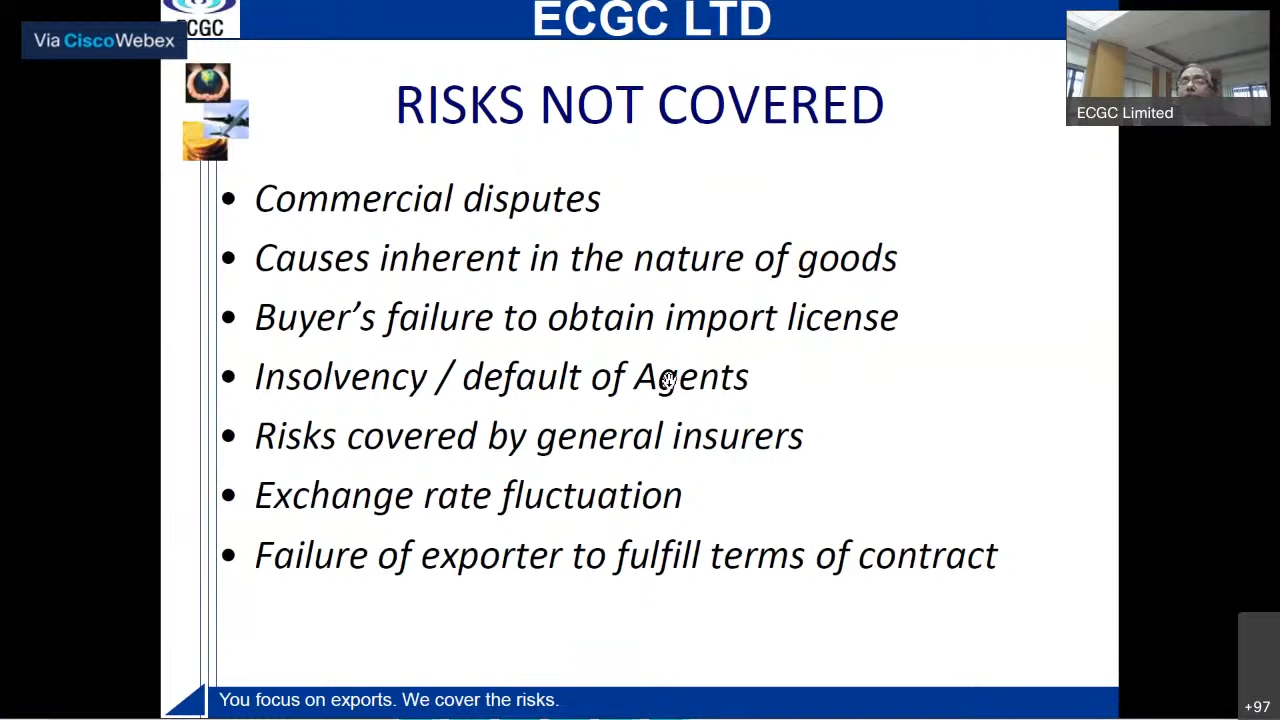 ECGC LTD
ECGC
Via CiscoWebex
RISKS NOT COVERED
ECGC Limited
• Commercial disputes
• Causes inherent in the nature of goods
• Buyer’s failure to obtain import license
• Insolvency / default of Agents
• Risks covered by general insurers
• Exchange rate fluctuation
• Failure of exporter to fulfill terms of contract
You focus on exports. We cover the risks.
+97